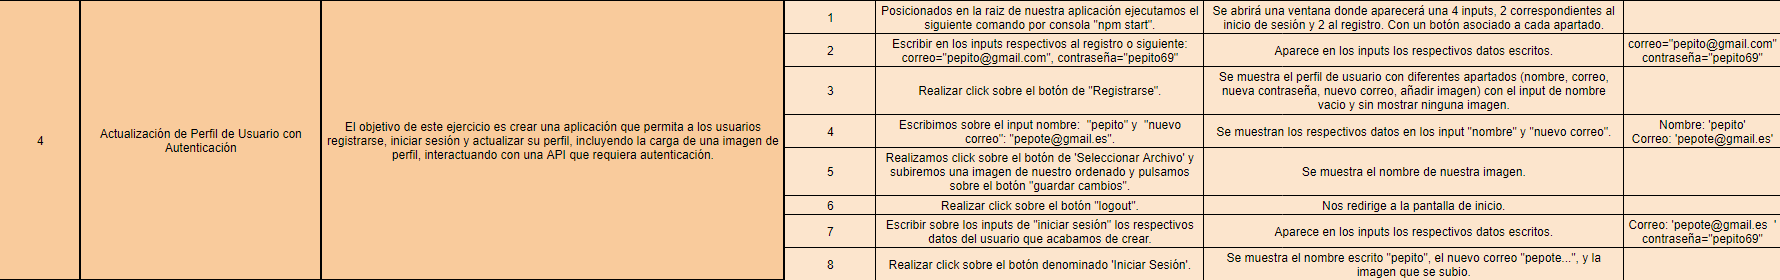 4
Actualización de Perfil de Usuario con
Autenticación
El objetivo de este ejercicio es crear una aplicación que permita a los usuarios
registrarse, iniciar sesión y actualizar su perfil, incluyendo la carga de una imagen de
perfil, interactuando con una API que requiera autenticación.
1
Posicionados en la raiz de nuestra aplicación ejecutamos el
siguiente comando por consola "npm start".
Se abrirá una ventana donde aparecerá una 4 inputs, 2 correspondientes al
inicio de sesión y 2 al registro. Con un botón asociado a cada apartado.
2
Escribir en los inputs respectivos al registro o siguiente:
correo="pepito@gmail.com", contraseña="pepito69"
Aparece en los inputs los respectivos datos escritos.
correo="pepito@gmail.com"
contraseña="pepito69"
3
Realizar click sobre el botón de "Registrarse".
Se muestra el perfil de usuario con diferentes apartados (nombre, correo,
nueva contraseña, nuevo correo, añadir imagen) con el input de nombre
vacio y sin mostrar ninguna imagen.
4
Escribimos sobre el input nombre: "pepito" y "nuevo
correo": "pepote@gmail.es".
Se muestran los respectivos datos en los input "nombre" y "nuevo correo".
Nombre: 'pepito'
Correo: 'pepote@gmail.es'
5
Realizamos click sobre el botón de 'Seleccionar Archivo' y
subiremos una imagen de nuestro ordenado y pulsamos
sobre el botón "guardar cambios".
Se muestra el nombre de nuestra imagen.
6
Realizar click sobre el botón "logout".
Nos redirige a la pantalla de inicio.
7
Escribir sobre los inputs de "iniciar sesión" los respectivos
datos del usuario que acabamos de crear.
Aparece en los inputs los respectivos datos escritos.
Correo: 'pepote@gmail.es '
contraseña="pepito69"
8
Realizar click sobre el botón denominado 'Iniciar Sesión'.
Se muestra el nombre escrito "pepito", el nuevo correo "pepote...", y la
imagen que se subio.